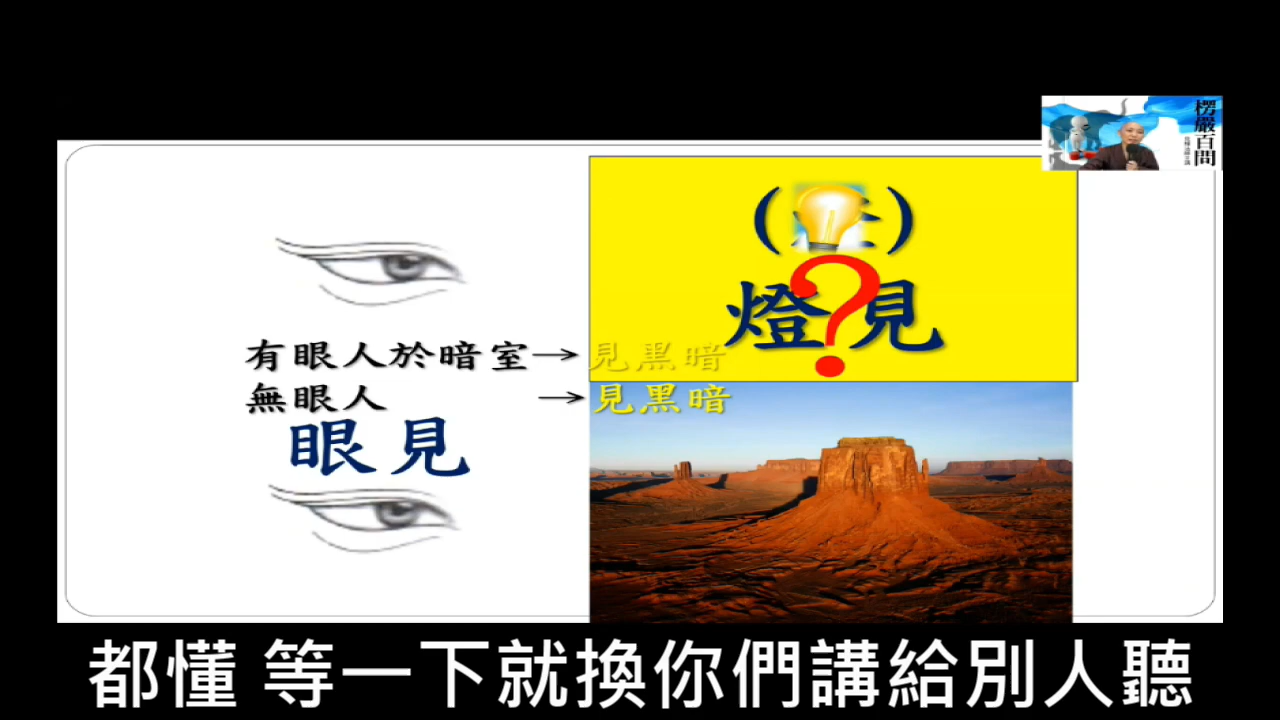 楞嚴百問
( )
燈見
?
有眼人於暗室→見黑暗
無眼人 →見黑暗
眼見
都懂 等一下就換你們講給別人聽